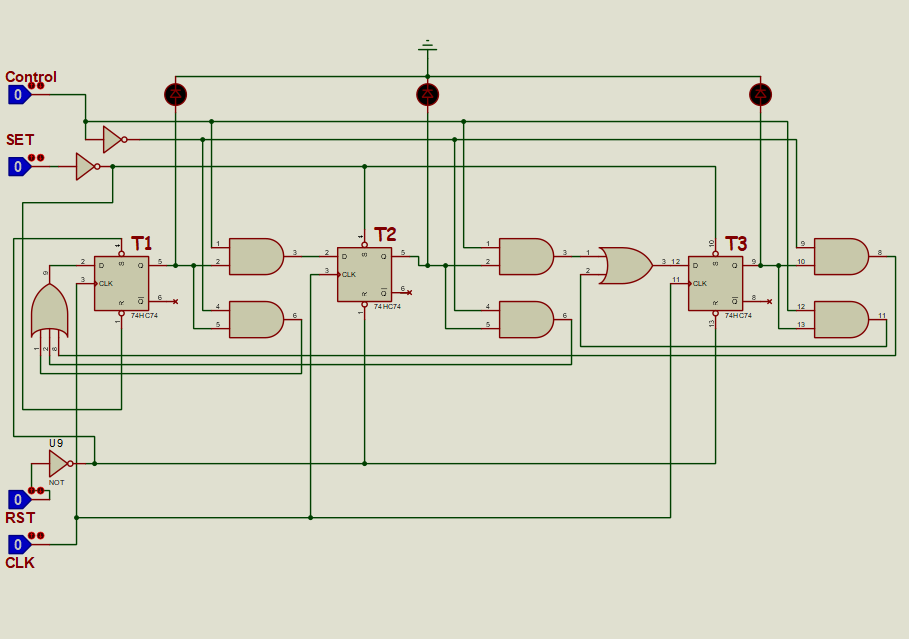 Control
0
SET
0
T1
T2
T3
4
2 D S Q 5
3 CLK
R Q 6
1
74HC74
4
2 D S Q 5
3 CLK
R Q 6
1
74HC74
10
12 D S Q 9
11 CLK
R Q 8
13
74HC74
1
2
3
4
5
6
1
2
3
4
5
6
1
2
3
9
10
8
12
13
11
9
1
2
8
U9
NOT
0
RST
0
CLK